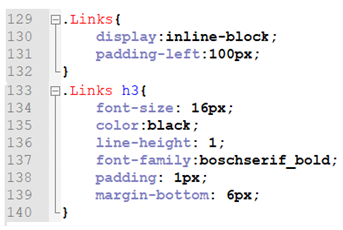 129 .Links{
130 display:inline-block;
131 padding-left:100px;
132 }
133 .Links h3{
134 font-size: 16px;
135 color:black;
136 line-height: 1;
137 font-family:boschserif_bold;
138 padding: 1px;
139 margin-bottom: 6px;
140 }